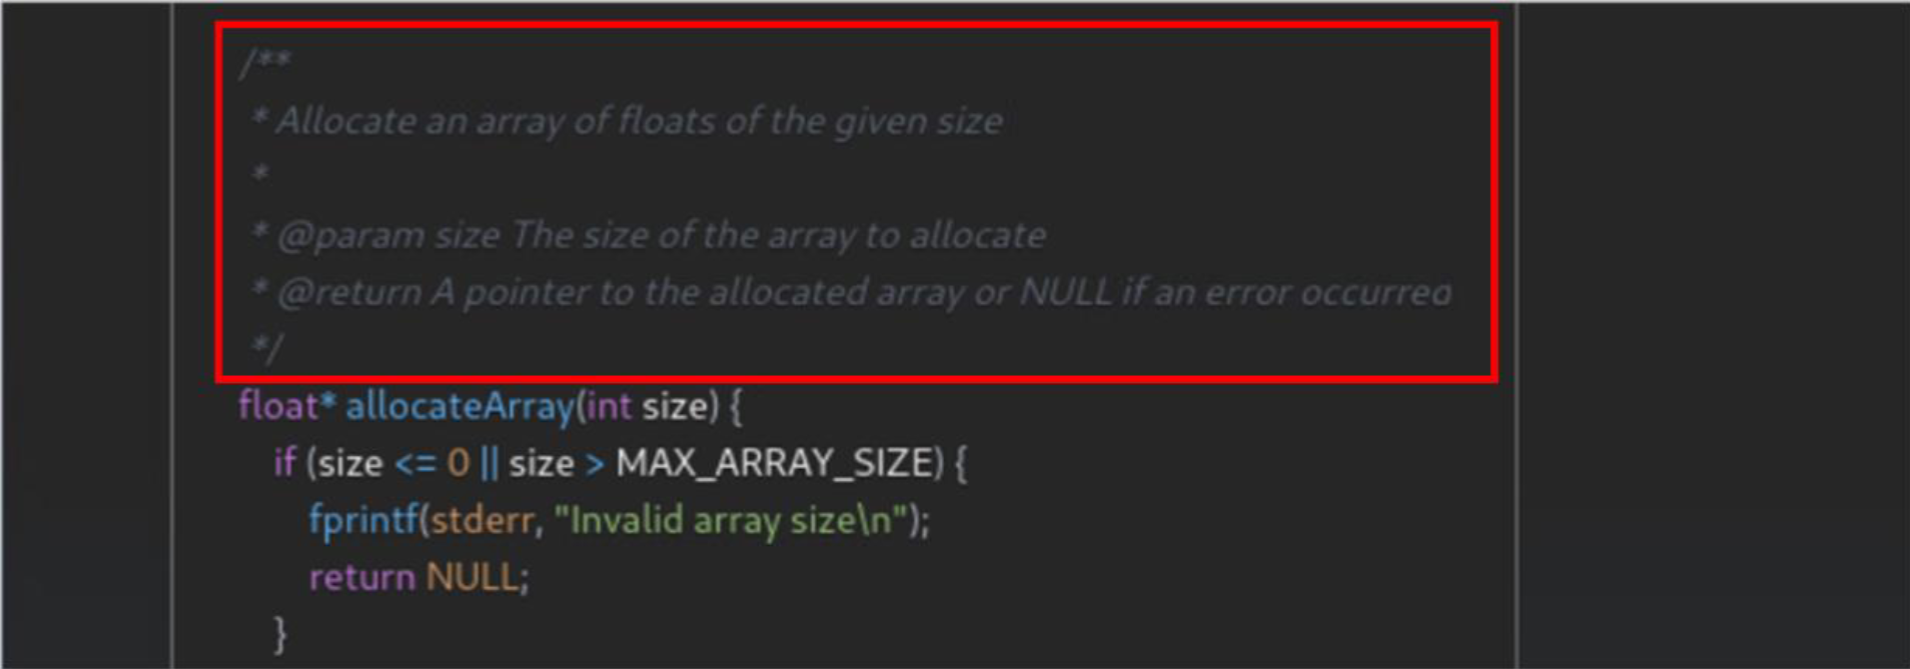 /**
* Allocate an array of floats of the given size
*
* @param size The size of the array to allocate
* @return A pointer to the allocated array or NULL if an error occurred
*/
float* allocateArray(int size) {
if (size <= 0 || size > MAX_ARRAY_SIZE) {
fprintf(stderr, "Invalid array size\n");
return NULL;
}